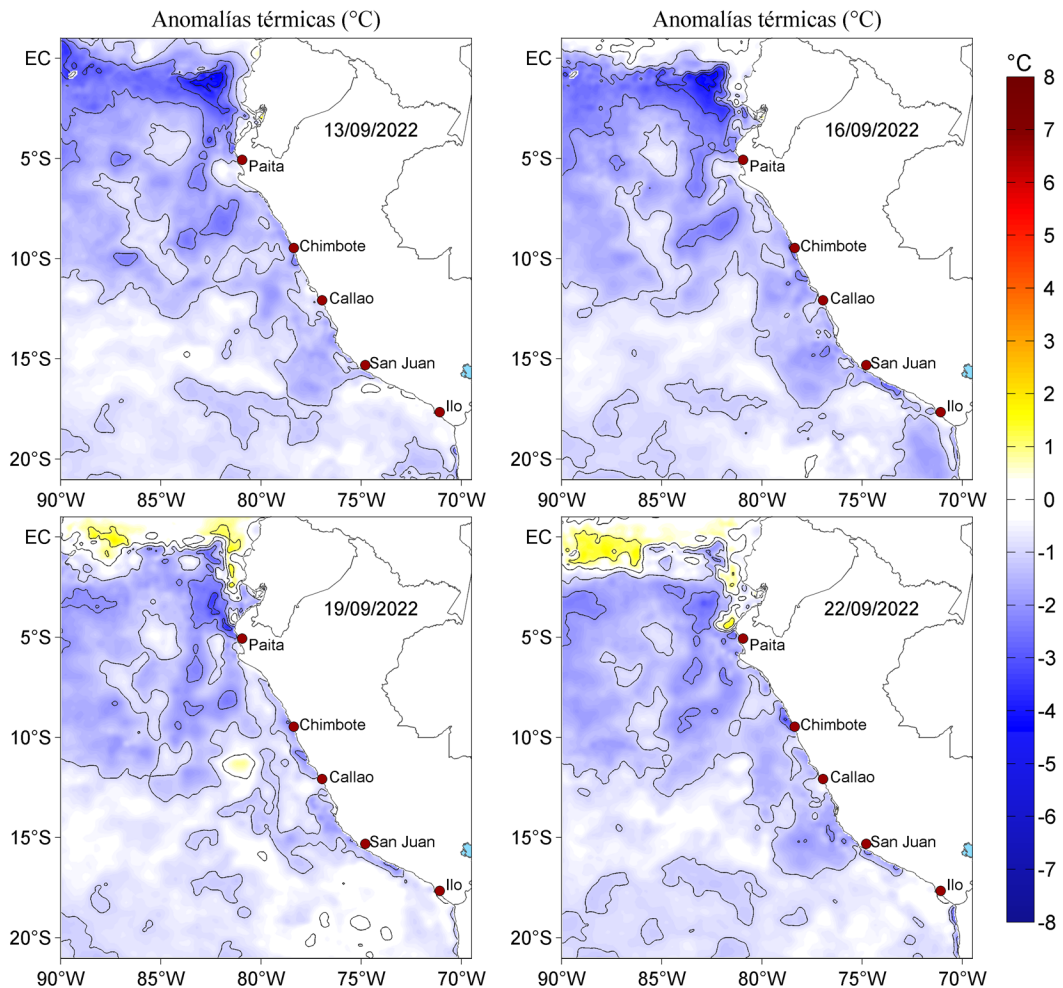 Anomalías térmicas (°C)
Anomalías térmicas (°C)
EC
5°S
10°S
15°S
20°S
90°W
85°W
80°W
75°W
70°W
13/09/2022
Paita
Chimbote
Callao
San Juan
Ilo
EC
5°S
10°S
15°S
20°S
90°W
85°W
80°W
75°W
70°W
16/09/2022
Paita
Chimbote
Callao
San Juan
Ilo
EC
5°S
10°S
15°S
20°S
90°W
85°W
80°W
75°W
70°W
19/09/2022
Paita
Chimbote
Callao
San Juan
Ilo
EC
5°S
10°S
15°S
20°S
90°W
85°W
80°W
75°W
70°W
22/09/2022
Paita
Chimbote
Callao
San Juan
Ilo
°C
8
7
6
5
4
3
2
1
0
-1
-2
-3
-4
-5
-6
-7
-8